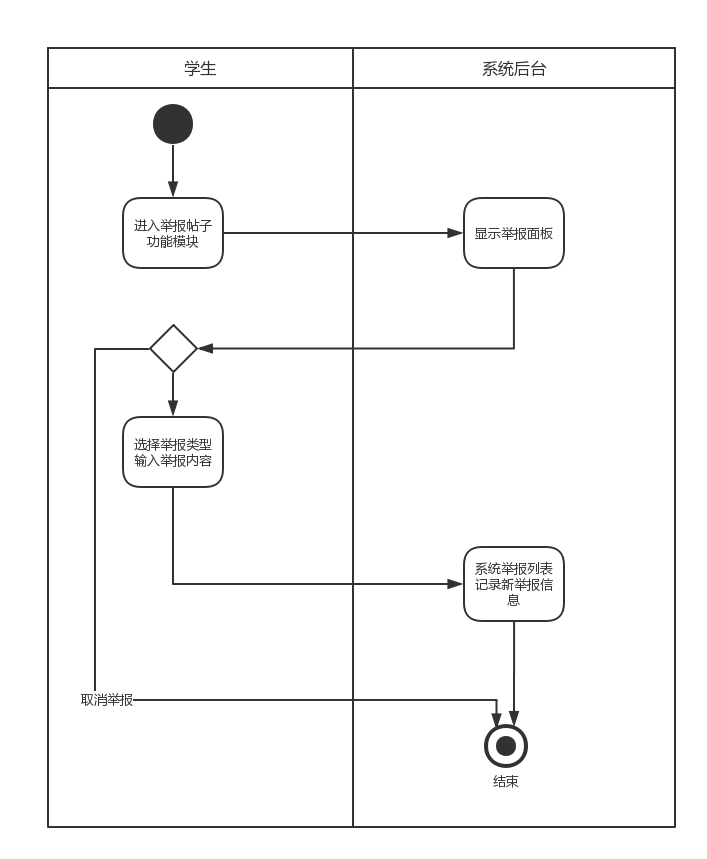 学生
系统后台
进入举报帖子
功能模块
显示举报面板
选择举报类型
输入举报内容
系统举报列表
记录新举报信
息
取消举报
结束